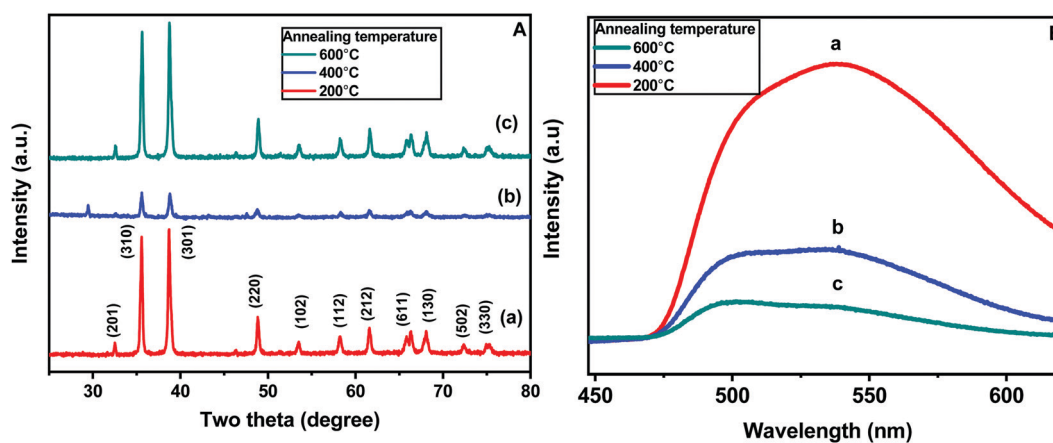 Annealing temperature
600°C
400°C
200°C
A
(c)
(b)
(a)
(201)
(310)
(301)
(220)
(102)
(112)
(212)
(611)
(130)
(502)
(330)
Intensity (a.u.)
30 40 50 60 70 80
Two theta (degree)
Annealing temperature
600°C
400°C
200°C
a
b
c
Intensity (a.u)
450 500 550 600
Wavelength (nm)